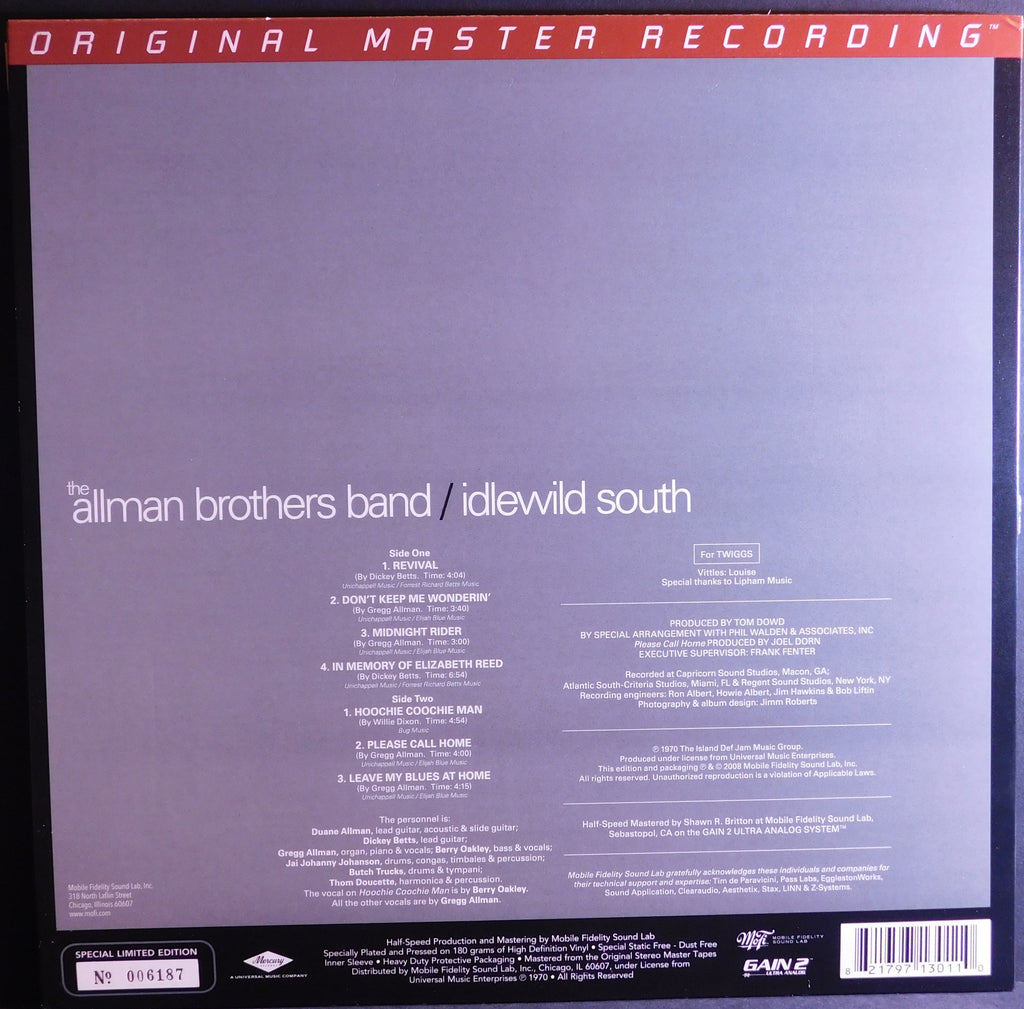 ORIGINAL MASTER RECORDING™
the
allman brothers band / idlewild south
Side One
1. REVIVAL
(By Dickey Betts. Time: 4:04)
Unichappell Music / Forrest Richard Betts Music
2. DON'T KEEP ME WONDERIN'
(By Gregg Allman. Time: 3:40)
Unichappell Music / Elijah Blue Music
3. MIDNIGHT RIDER
(By Gregg Allman. Time: 3:00)
Unichappell Music / Elijah Blue Music
4. IN MEMORY OF ELIZABETH REED
(By Dickey Betts. Time: 6:54)
Unichappell Music / Forrest Richard Betts Music
Side Two
1. HOOCHIE COOCHIE MAN
(By Willie Dixon. Time: 4:54)
Bug Music
2. PLEASE CALL HOME
(By Gregg Allman. Time: 4:00)
Unichappell Music / Elijah Blue Music
3. LEAVE MY BLUES AT HOME
(By Gregg Allman. Time: 4:15)
Unichappell Music / Elijah Blue Music
The personnel is:
Duane Allman, lead guitar, acoustic & slide guitar;
Dickey Betts, lead guitar;
Gregg Allman, organ, piano & vocals; Berry Oakley, bass & vocals;
Jai Johanny Johanson, drums, congas, timbales & percussion;
Butch Trucks, drums & tympani;
Thom Doucette, harmonica & percussion.
The vocal on Hoochie Coochie Man is by Berry Oakley.
All the other vocals are by Gregg Allman.
For TWIGGS
Vittles: Louise
Special thanks to Lipham Music
PRODUCED BY TOM DOWD
BY SPECIAL ARRANGEMENT WITH PHIL WALDEN & ASSOCIATES, INC
Please Call Home PRODUCED BY JOEL DORN
EXECUTIVE SUPERVISOR: FRANK FENTER
Recorded at Capricorn Sound Studios, Macon, GA;
Atlantic South-Criteria Studios, Miami, FL & Regent Sound Studios, New York, NY
Recording engineers: Ron Albert, Howie Albert, Jim Hawkins & Bob Liftin
Photography & album design: Jimm Roberts
℗ 1970 The Island Def Jam Music Group.
Produced under license from Universal Music Enterprises.
This edition and packaging ℗ & © 2008 Mobile Fidelity Sound Lab, Inc.
All rights reserved. Unauthorized reproduction is a violation of Applicable Laws.
Half-Speed Mastered by Shawn R. Britton at Mobile Fidelity Sound Lab,
Sebastopol, CA on the GAIN 2 ULTRA ANALOG SYSTEM™
Mobile Fidelity Sound Lab gratefully acknowledges these individuals and companies for
their technical support and expertise: Tim de Paravicini, Pass Labs, EgglestonWorks,
Sound Application, Clearaudio, Aesthetix, Stax, LINN & Z-Systems.
Mobile Fidelity Sound Lab, Inc.
318 North Laflin Street
Chicago, Illinois 60607
www.mofi.com
SPECIAL LIMITED EDITION
Nº 006187
Mercury
A UNIVERSAL MUSIC COMPANY
Half-Speed Production and Mastering by Mobile Fidelity Sound Lab
Specially Plated and Pressed on 180 grams of High Definition Vinyl • Special Static Free - Dust Free
Inner Sleeve • Heavy Duty Protective Packaging • Mastered from the Original Stereo Master Tapes
Distributed by Mobile Fidelity Sound Lab, Inc., Chicago, IL 60607, under License from
Universal Music Enterprises ℗ 1970 • All Rights Reserved
MoFi MOBILE FIDELITY
SOUND LAB
GAIN 2
ULTRA ANALOG
8 21797 13011 0